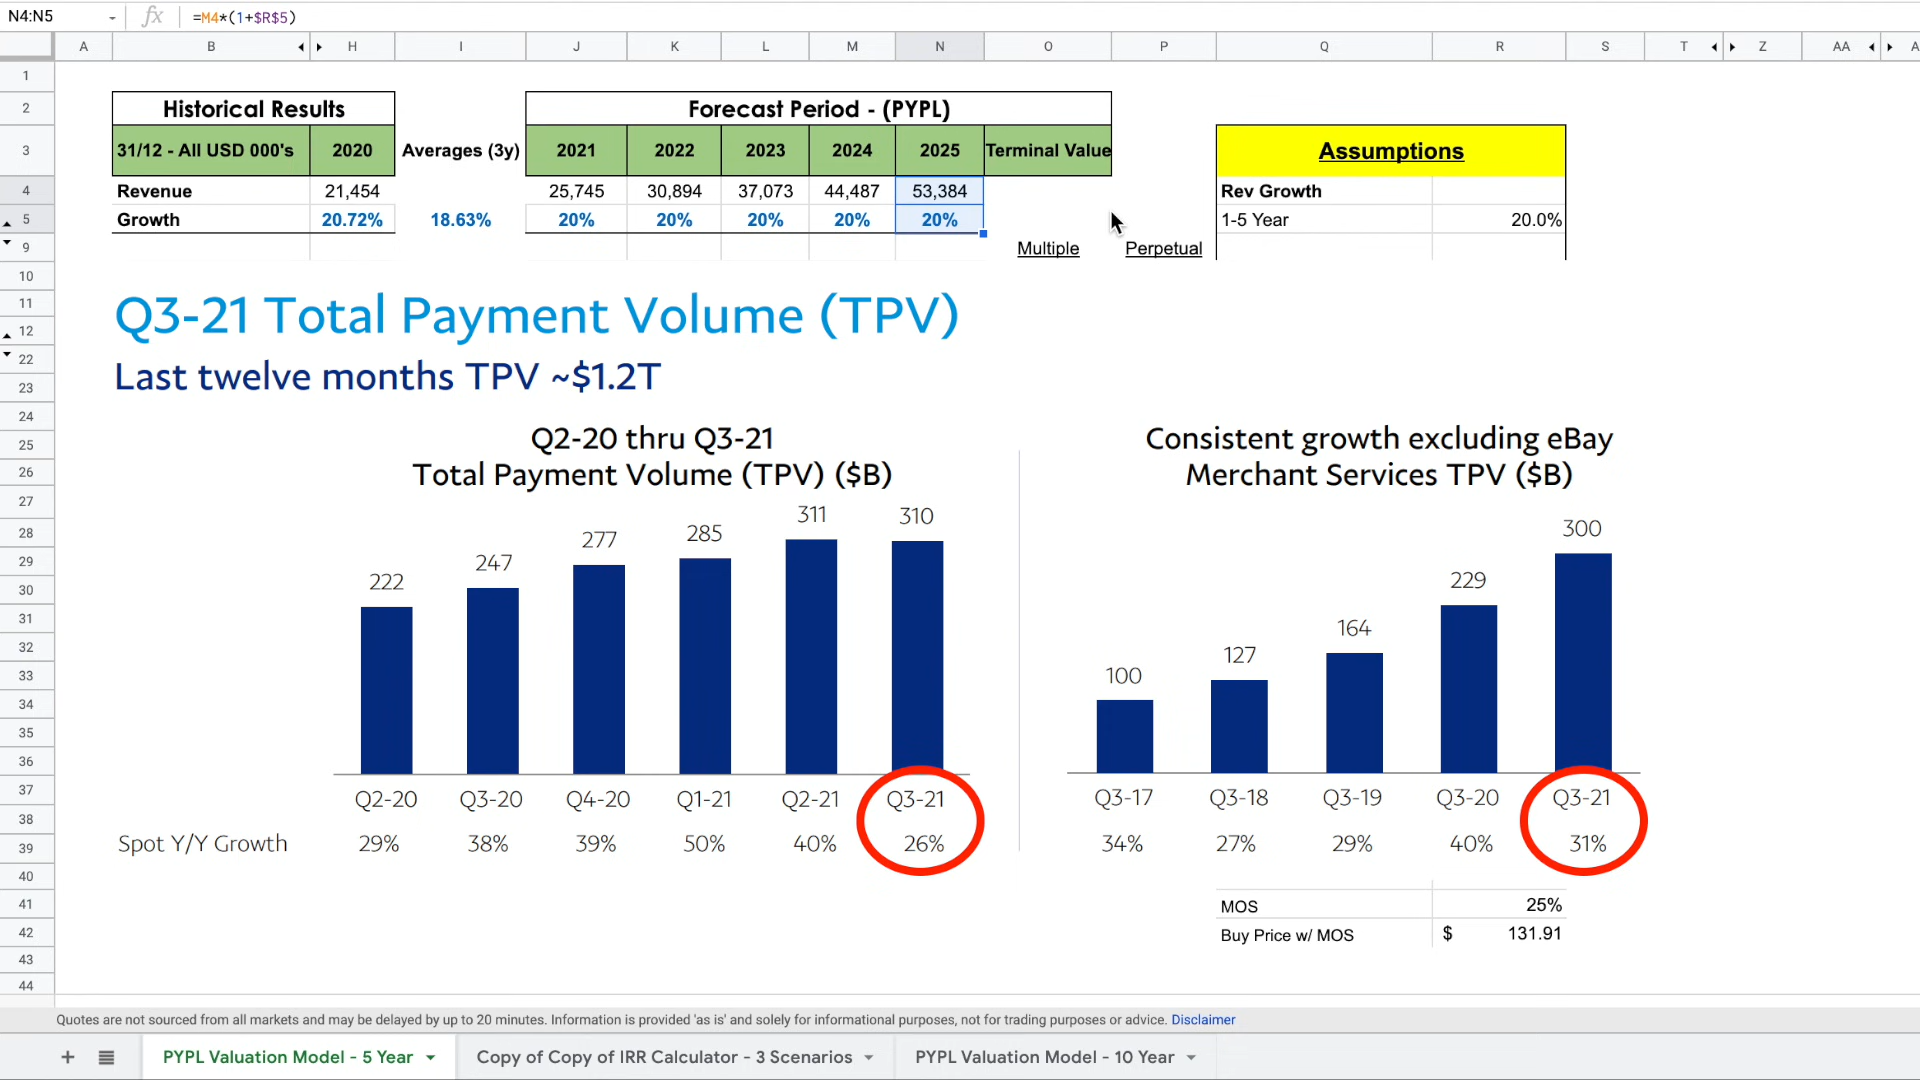 N4:N5 fx =M4*(1+$R$5)
A B H I J K L M N O P Q R S T Z AA A
1
2 Historical Results Forecast Period - (PYPL)
3 31/12 - All USD 000's 2020 Averages (3y) 2021 2022 2023 2024 2025 Terminal Value Assumptions
4 Revenue 21,454 25,745 30,894 37,073 44,487 53,384 Rev Growth
5 Growth 20.72% 18.63% 20% 20% 20% 20% 20% 1-5 Year 20.0%
9 Multiple Perpetual
10
11
12
22
23
24
25
26
27
28
29
30
31
32
33
34
35
36
37
38
39
40
41
42
43
44
Q3-21 Total Payment Volume (TPV)
Last twelve months TPV ~$1.2T
Q2-20 thru Q3-21
Total Payment Volume (TPV) ($B)
222 247 277 285 311 310
Q2-20 Q3-20 Q4-20 Q1-21 Q2-21 Q3-21
Spot Y/Y Growth 29% 38% 39% 50% 40% 26%
Consistent growth excluding eBay
Merchant Services TPV ($B)
100 127 164 229 300
Q3-17 Q3-18 Q3-19 Q3-20 Q3-21
34% 27% 29% 40% 31%
MOS 25%
Buy Price w/ MOS $ 131.91
Quotes are not sourced from all markets and may be delayed by up to 20 minutes. Information is provided 'as is' and solely for informational purposes, not for trading purposes or advice. Disclaimer
+ PYPL Valuation Model - 5 Year Copy of Copy of IRR Calculator - 3 Scenarios PYPL Valuation Model - 10 Year